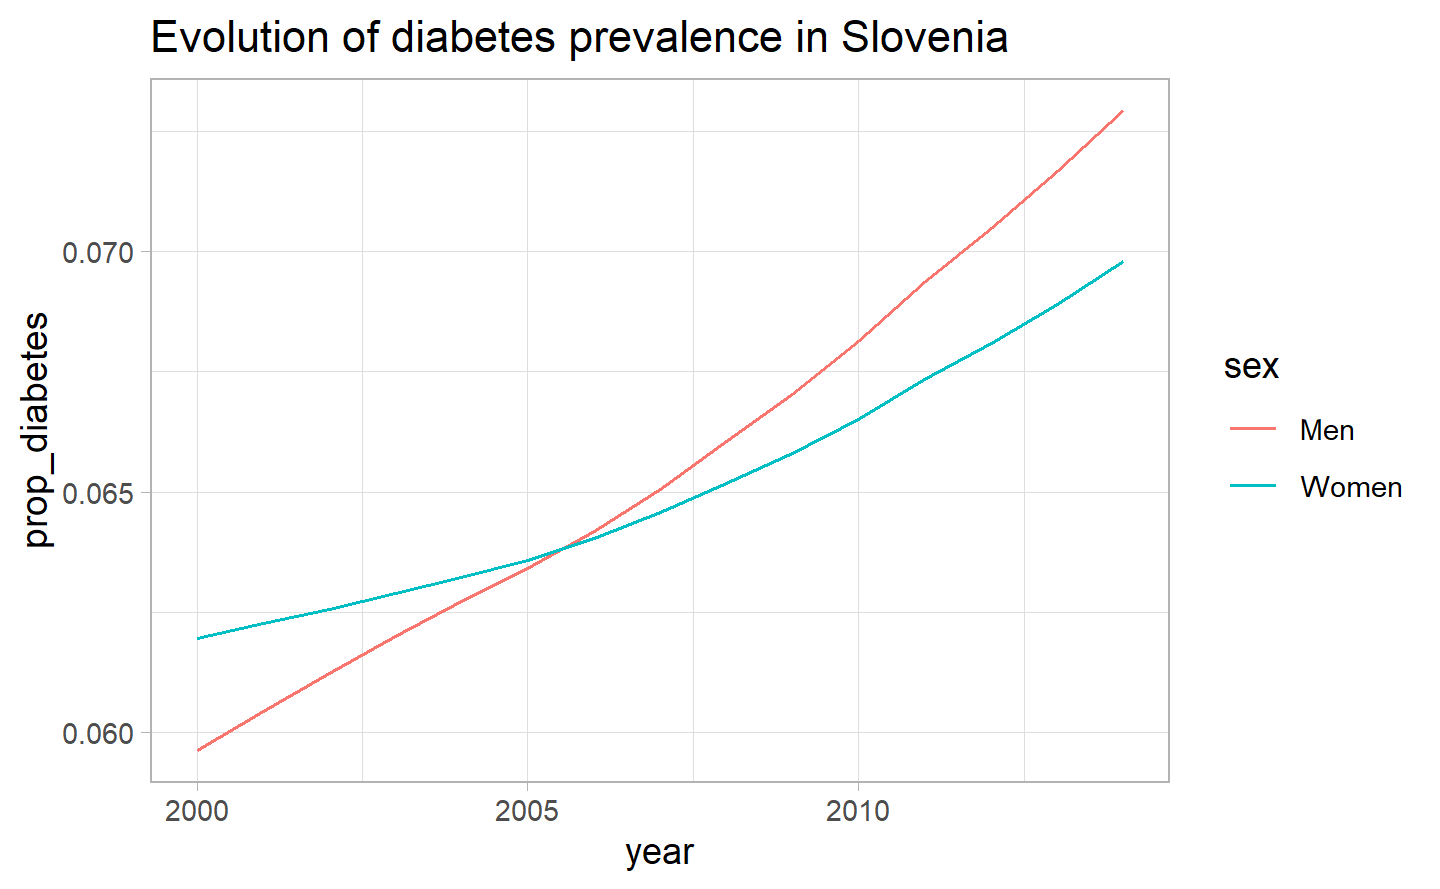 Evolution of diabetes prevalence in Slovenia
prop_diabetes
0.070
0.065
0.060
2000
2005
2010
year
sex
Men
Women